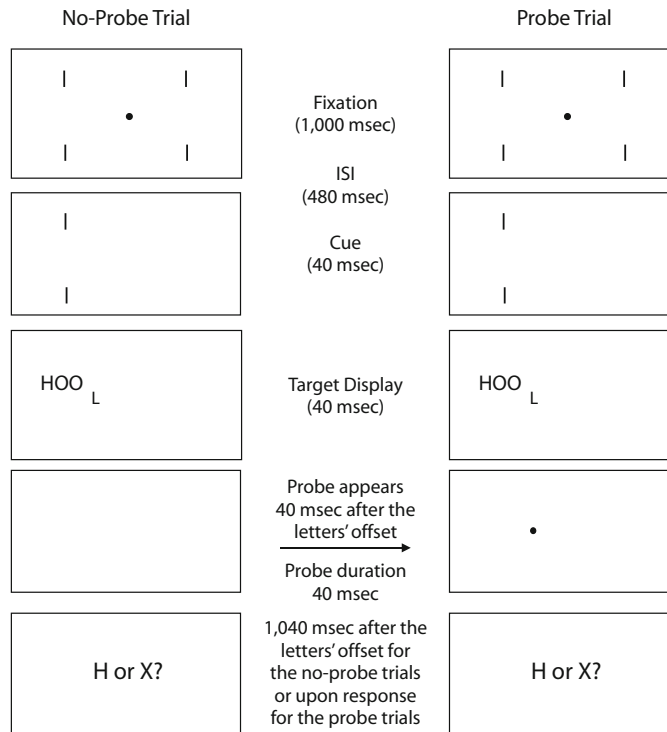 No-Probe Trial
Probe Trial
Fixation
(1,000 msec)
ISI
(480 msec)
Cue
(40 msec)
HOO
L
Target Display
(40 msec)
HOO
L
Probe appears
40 msec after the
letters’ offset
Probe duration
40 msec
H or X?
1,040 msec after the
letters’ offset for
the no-probe trials
or upon response
for the probe trials
H or X?